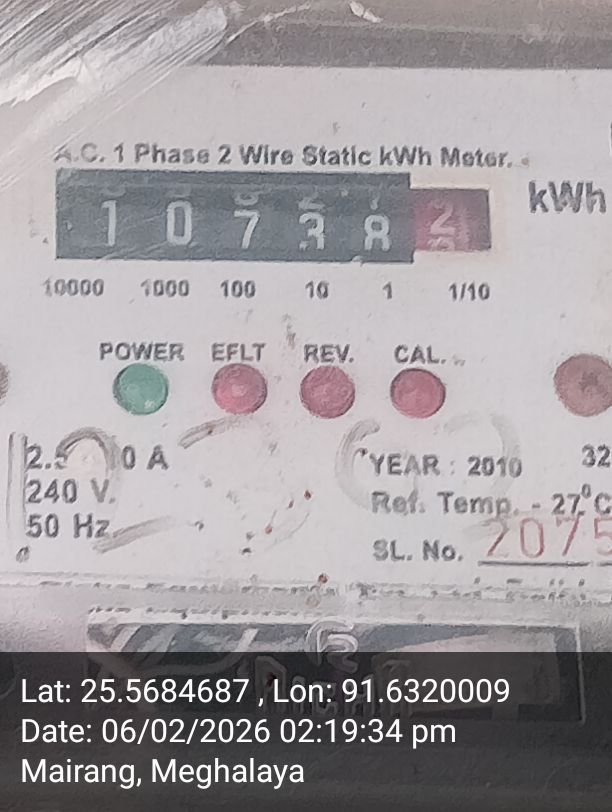 A.C. 1 Phase 2 Wire Static kWh Meter.
1 0 7 3 8 2 kWh
10000 1000 100 10 1 1/10
POWER EFLT REV. CAL.
0 A
YEAR : 2010 32
240 V.
Ref. Temp. - 27°C
50 Hz
SL. No. 2075
Lat: 25.5684687 , Lon: 91.6320009
Date: 06/02/2026 02:19:34 pm
Mairang, Meghalaya